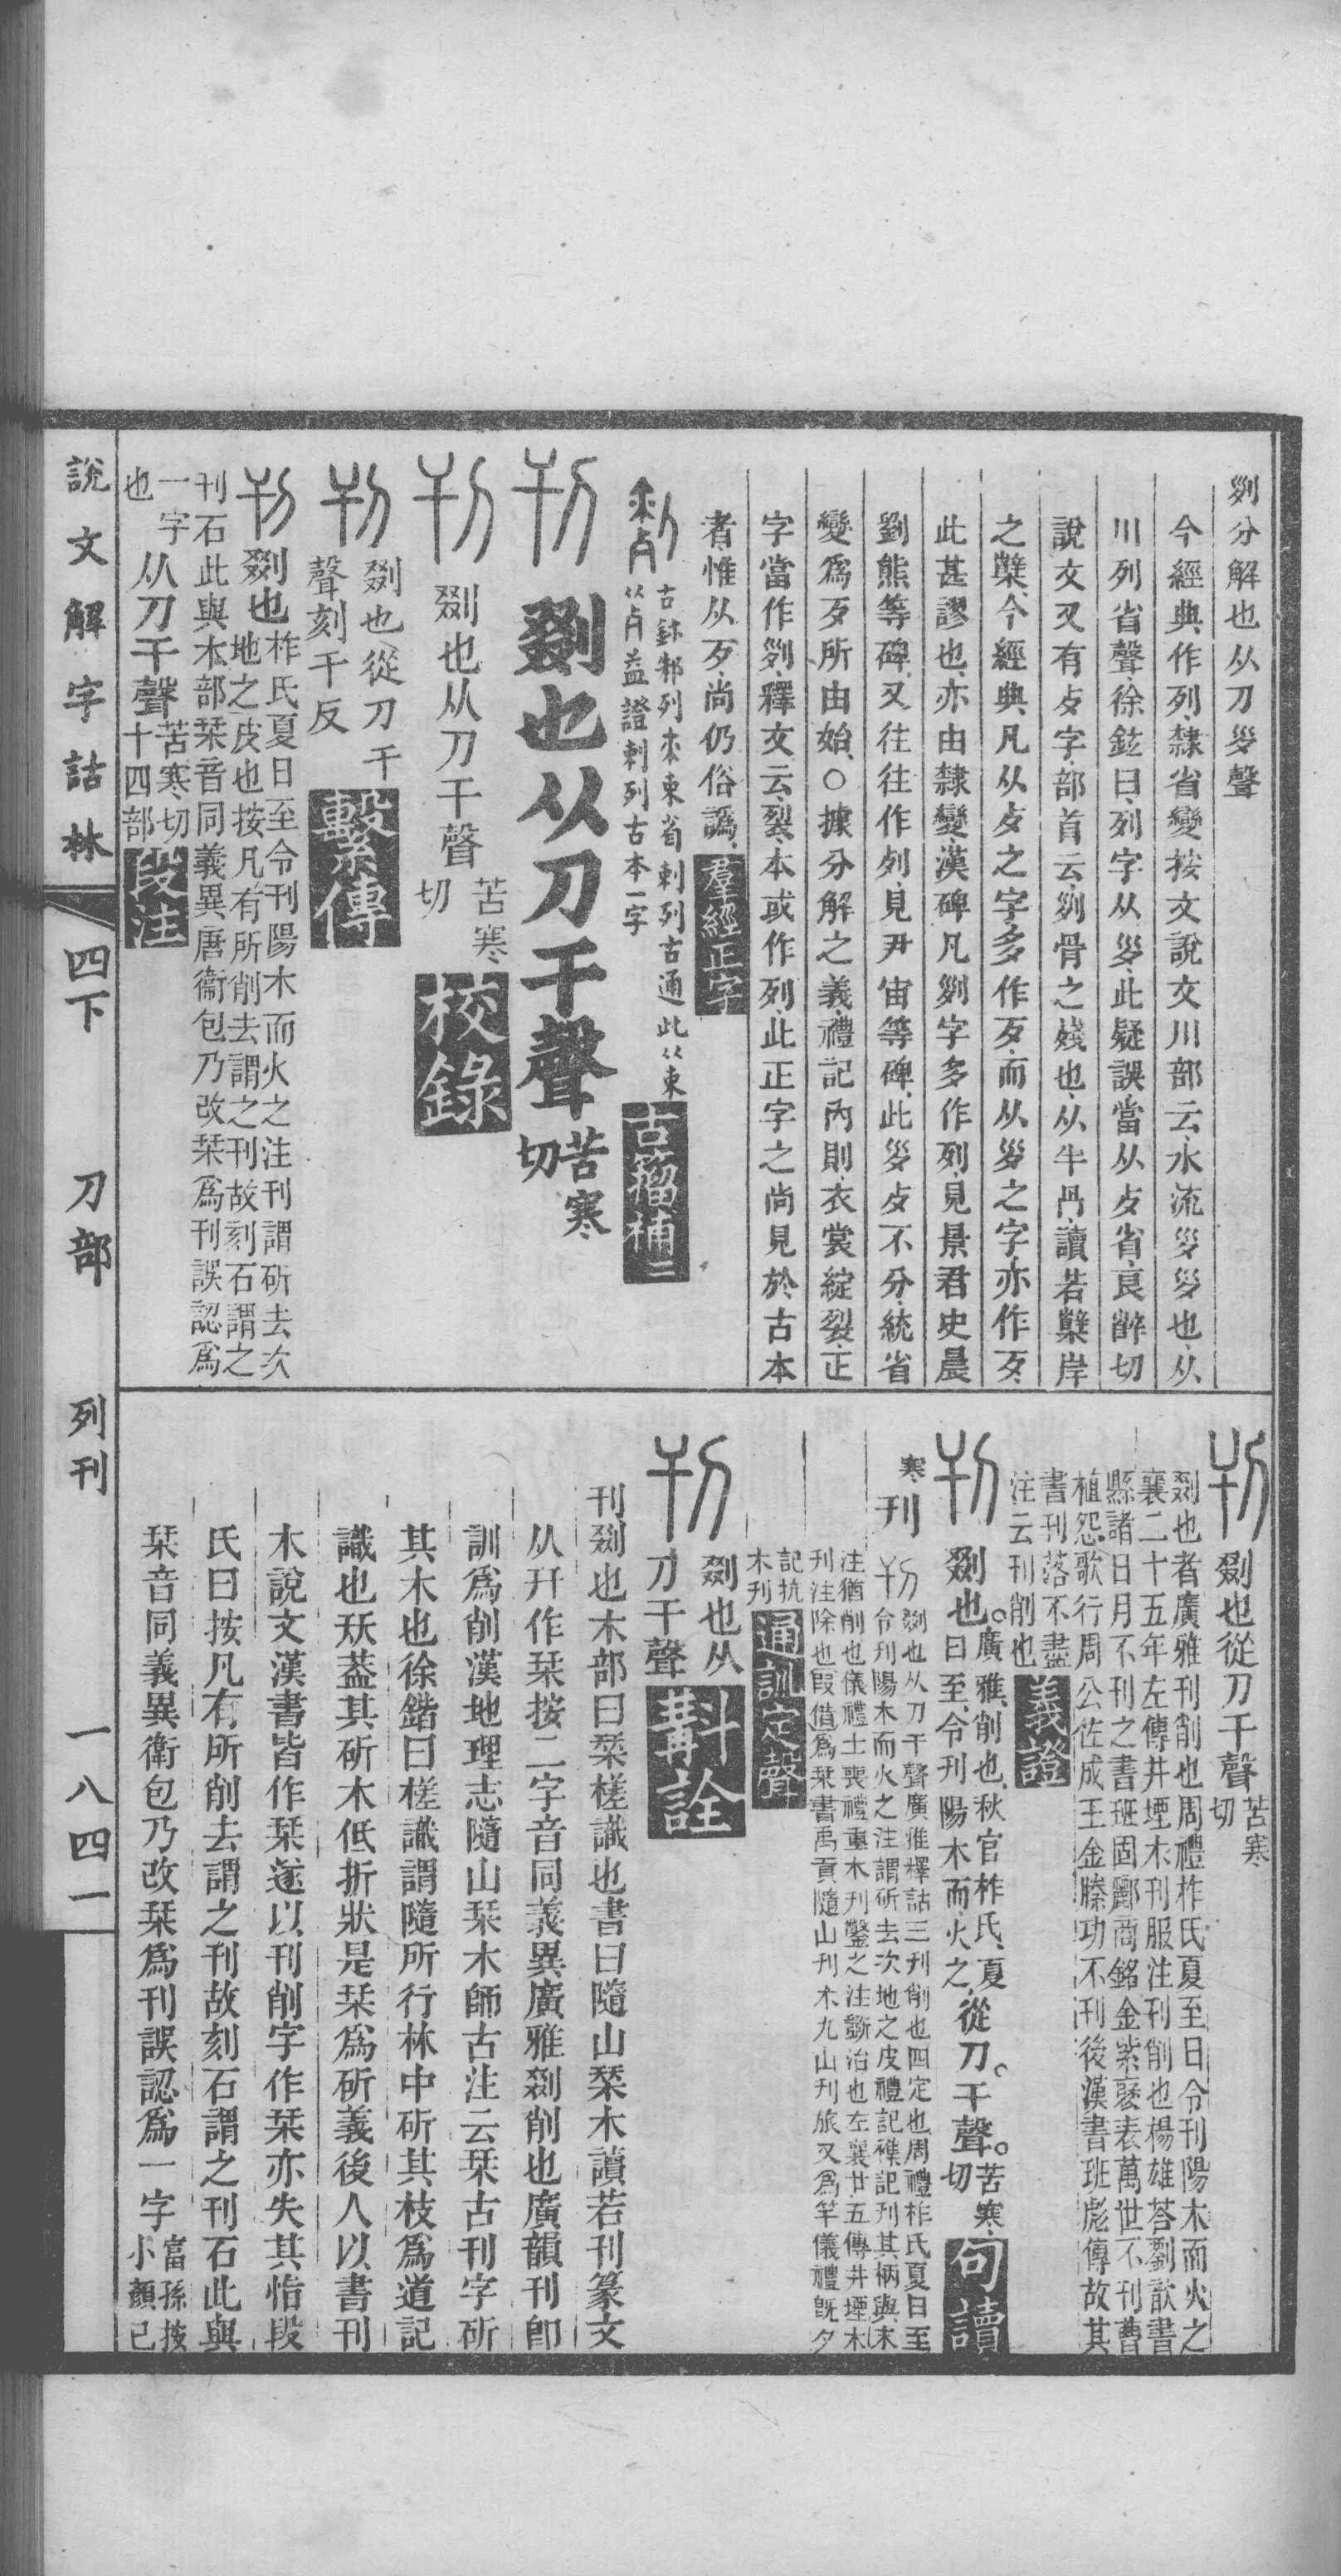 𠛱分解也从刀𡿪聲
今經典作列隸省變按文說文川部云水流𡿪𡿪也从
川列省聲徐鉉曰列字从𡿪此疑誤當从歺省良辥切
說文又有歺字部首云𠛱骨之殘也从半冎讀若櫱岸
之櫱今經典凡从歺之字多作歹而从𡿪之字亦作歹
此甚謬也亦由隸變漢碑凡𠛱字多作列見景君史晨
劉熊等碑又往往作列見尹宙等碑此𡿪歺不分統省
變爲歹所由始○據分解之義禮記內則衣裳綻裂正
字當作𠛱釋文云裂本或作列此正字之尚見於古本
者惟从歹尚仍俗譌羣經正字
古鉢邾列 東 剌列古通此从東
从 益證剌列古本一字古籀補二
刊剟也从刀干聲苦寒切
刊剟也从刀干聲苦寒切校錄
刊剟也從刀干聲刻干反繫傳
刊剟也柞氏夏日至令刊陽木而火之注刊謂斫去次
地之皮也按凡有所削去謂之刊故刻石謂之
刊石此與木部栞音同義異唐衞包乃改栞爲刊誤認爲
一字也从刀干聲苦寒切十四部段注
刊剟也從刀干聲苦寒切
剟也者廣雅刊削也周禮柞氏夏至日令刊陽木而火之
襄二十五年左傳井堙木刊服注刊削也楊雄荅劉歆書
縣諸日月不刊之書班固酈商銘金紫褒表萬世不刊曹
植怨歌行周公佐成王金縢功不刊後漢書班彪傳故其
書刊落不盡
注云刊削也義證
刊剟也。廣雅削也秋官柞氏夏
日至令刊陽木而火之從刀。干聲。苦寒切句讀
寒
刊 刊剟也从刀干聲廣雅釋詁三刊削也四定也周禮柞氏夏日至
令刊陽木而火之注謂斫去次地之皮禮記襍記刊其柄與末
注猶削也儀禮士喪禮重木刊鑿之注斵治也左襄廿五傳井堙木
刊注除也叚借爲栞書禹貢隨山刊木九山刊旅又爲竿儀禮旣夕
記抗
木刊通訓定聲
刊剟也从刀干聲斠詮
刊剟也木部曰栞槎識也書曰隨山栞木讀若刊篆文
从幵作栞按二字音同義異廣雅剟削也廣韻刊卽
訓爲削漢地理志隨山栞木師古注云栞古刊字斫
其木也徐鍇曰槎識謂隨所行林中斫其枝爲道記
識也㺵葢其斫木低折狀是栞爲斫義後人以書刊
木說文漢書皆作栞遂以刊削字作栞亦失其恉段
氏曰按凡有所削去謂之刊故刻石謂之刊石此與
栞音同義異衛包乃改栞爲刊誤認爲一字富孫按
小顏已
說文解字詁林 四下 刀部 列刊 一八四一